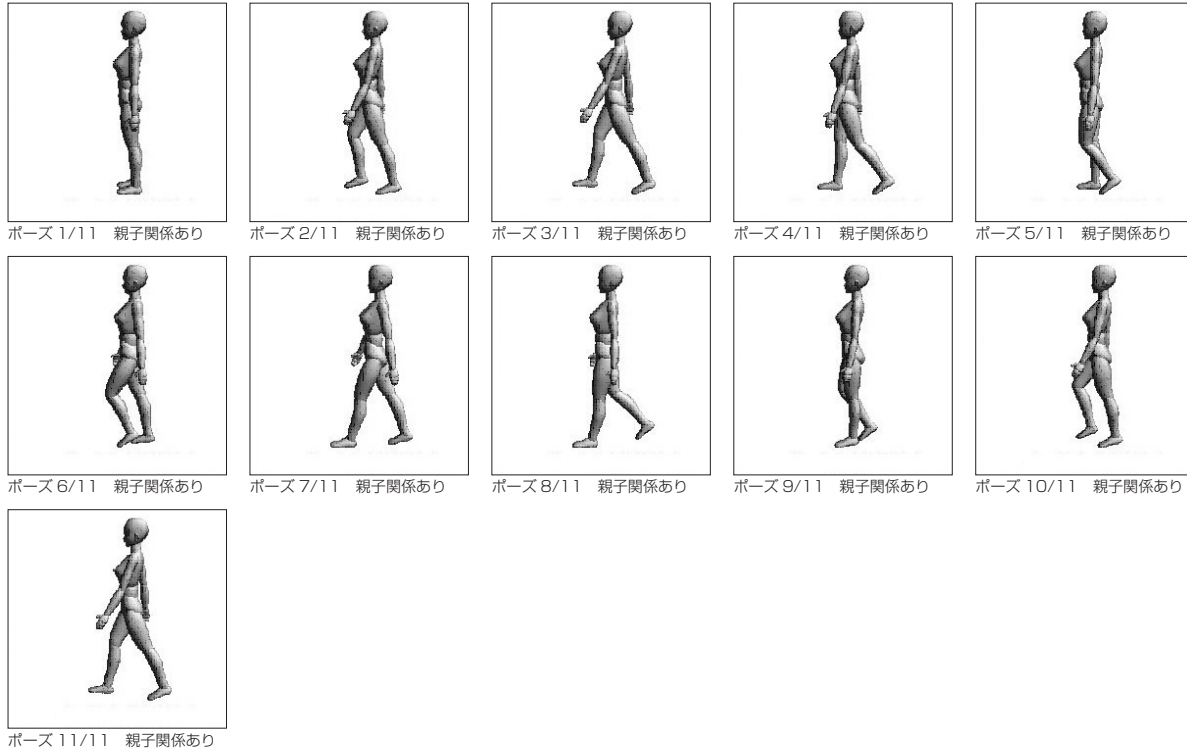 ポーズ 1/11　親子関係あり
ポーズ 2/11　親子関係あり
ポーズ 3/11　親子関係あり
ポーズ 4/11　親子関係あり
ポーズ 5/11　親子関係あり
ポーズ 6/11　親子関係あり
ポーズ 7/11　親子関係あり
ポーズ 8/11　親子関係あり
ポーズ 9/11　親子関係あり
ポーズ 10/11　親子関係あり
ポーズ 11/11　親子関係あり